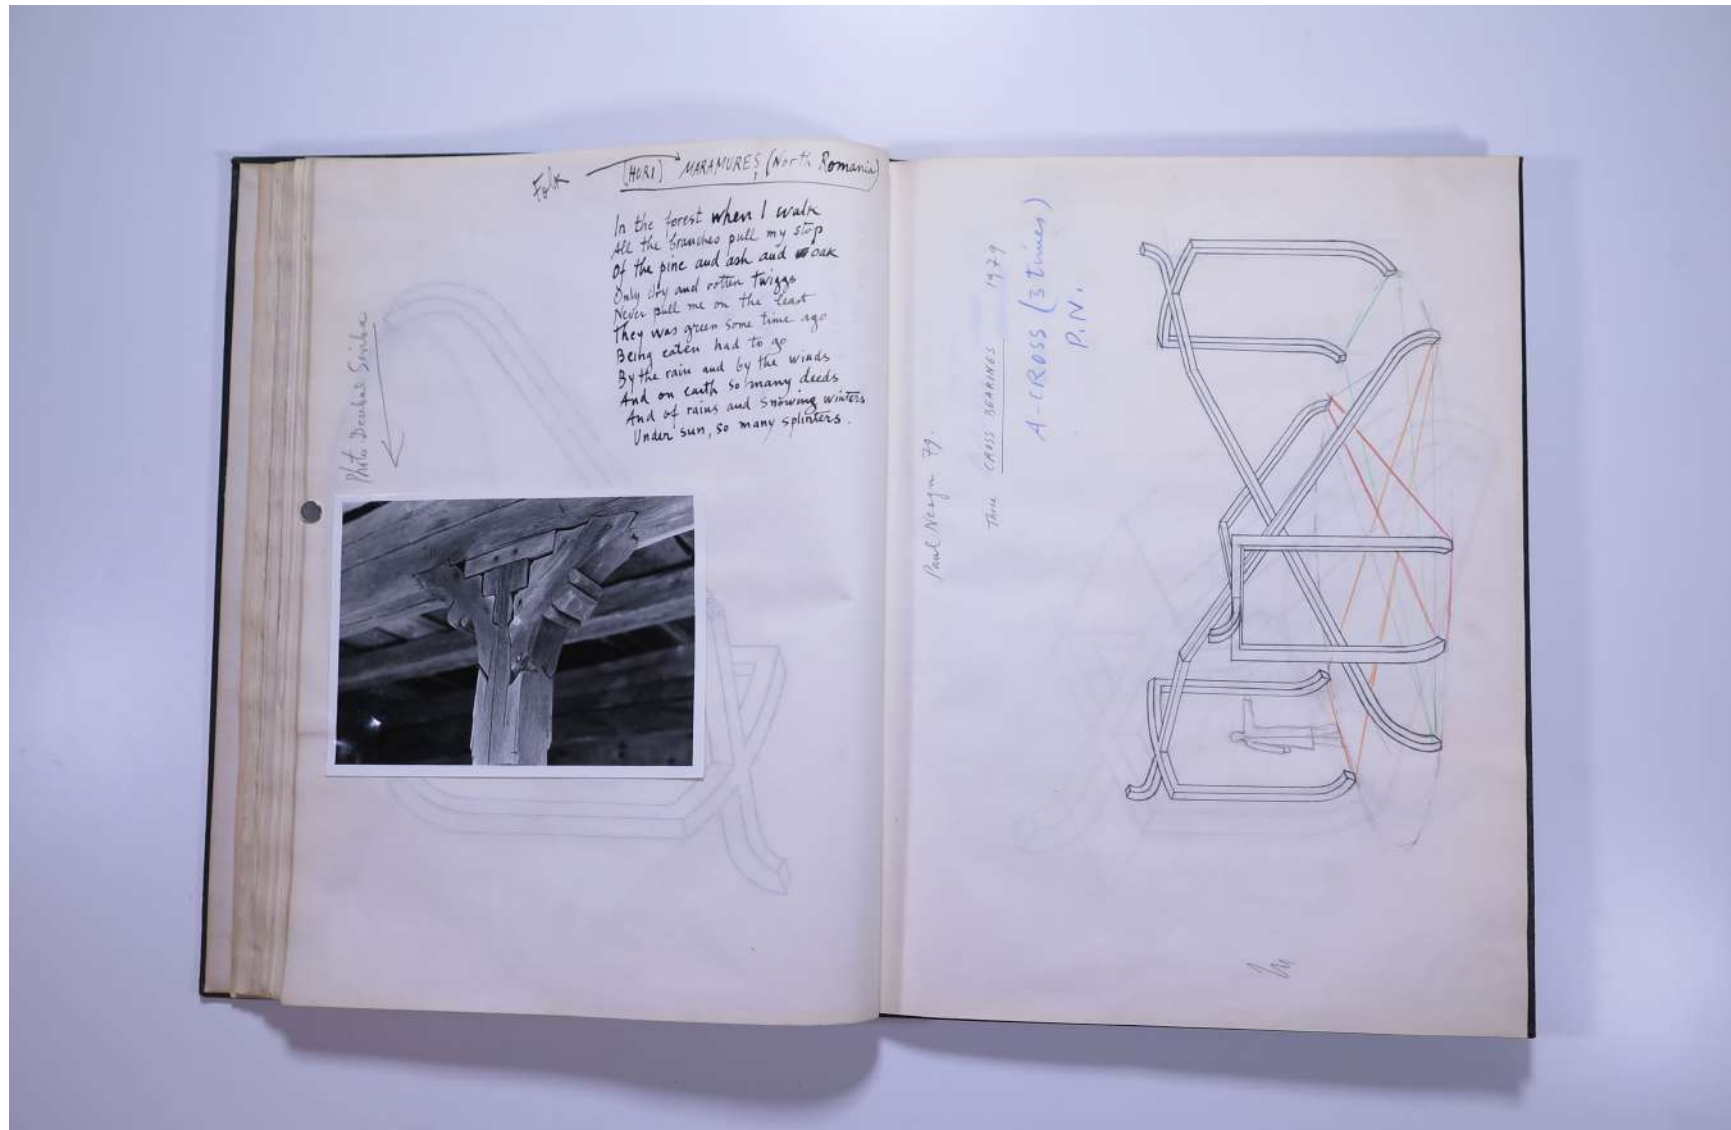 Folk (HORI) MARAMUREȘ (North Romania)
In the forest when I walk
All the branches pull my stop
Of the pine and ash and oak
Only dry and rotten twiggs
Never pull me on the least
They was green some time ago
Being eaten had to go
By the rain and by the winds
And on earth so many deeds
And of rains and snowing winters
Under sun, so many splinters.
Photo
Paul Neagu 79.
Three CROSS BEARINGS 1979
A-CROSS (3 times)
P.N.